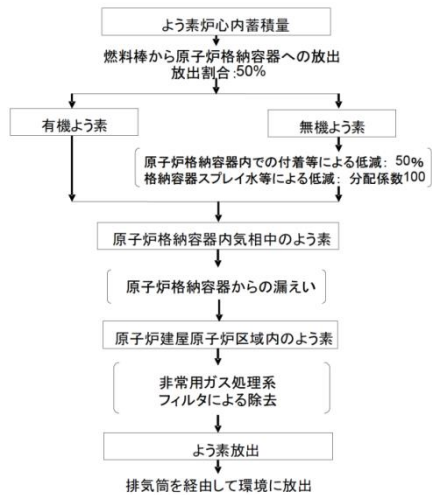 よう素炉心内蓄積量
燃料棒から原子炉格納容器への放出
放出割合:50%
有機よう素
無機よう素
原子炉格納容器内での付着等による低減: 50%
格納容器スプレイ水等による低減: 分配係数100
原子炉格納容器内気相中のよう素
原子炉格納容器からの漏えい
原子炉建屋原子炉区域内のよう素
非常用ガス処理系
フィルタによる除去
よう素放出
排気筒を経由して環境に放出